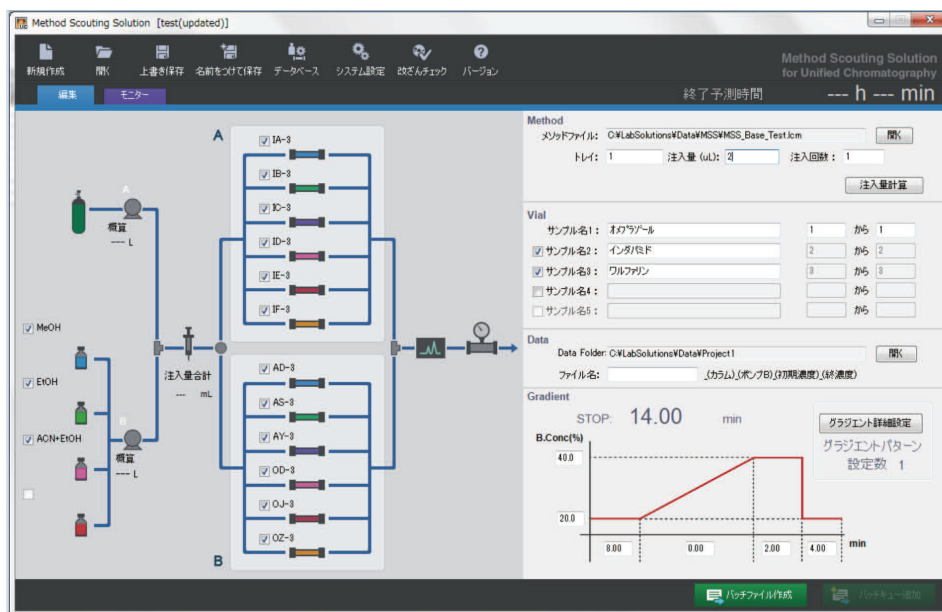 Method Scouting Solution [test(updated)]
新規作成 開く 上書き保存 名前をつけて保存 データベース システム設定 改ざんチェック バージョン
Method Scouting Solution
for Unified Chromatography
編集 モニター 終了予測時間 --- h --- min
A
IA-3
IB-3
IC-3
ID-3
IE-3
IF-3
A
概算
--- L
MeOH
EtOH
ACN+EtOH
注入量合計
--- mL
B
概算
--- L
AD-3
AS-3
AY-3
OD-3
OJ-3
OZ-3
B
Method
メソッドファイル: C:¥LabSolutions¥Data¥MSS¥MSS_Base_Test.lcm 開く
トレイ: 1 注入量 (uL): 2 注入回数: 1
注入量計算
Vial
サンプル名1: オメプラゾール 1 から 1
サンプル名2: インダパミド 2 から 2
サンプル名3: ワルファリン 3 から 3
サンプル名4: から
サンプル名5: から
Data
Data Folder: C:¥LabSolutions¥Data¥Project1 開く
ファイル名: _(カラム)_(ポンプB)_(初期濃度)_(終濃度)
Gradient
STOP: 14.00 min
グラジエント詳細設定
グラジエントパターン
設定数 1
B.Conc(%)
40.0
20.0
8.00 0.00 2.00 4.00 min
バッチファイル作成 バッチキュー追加